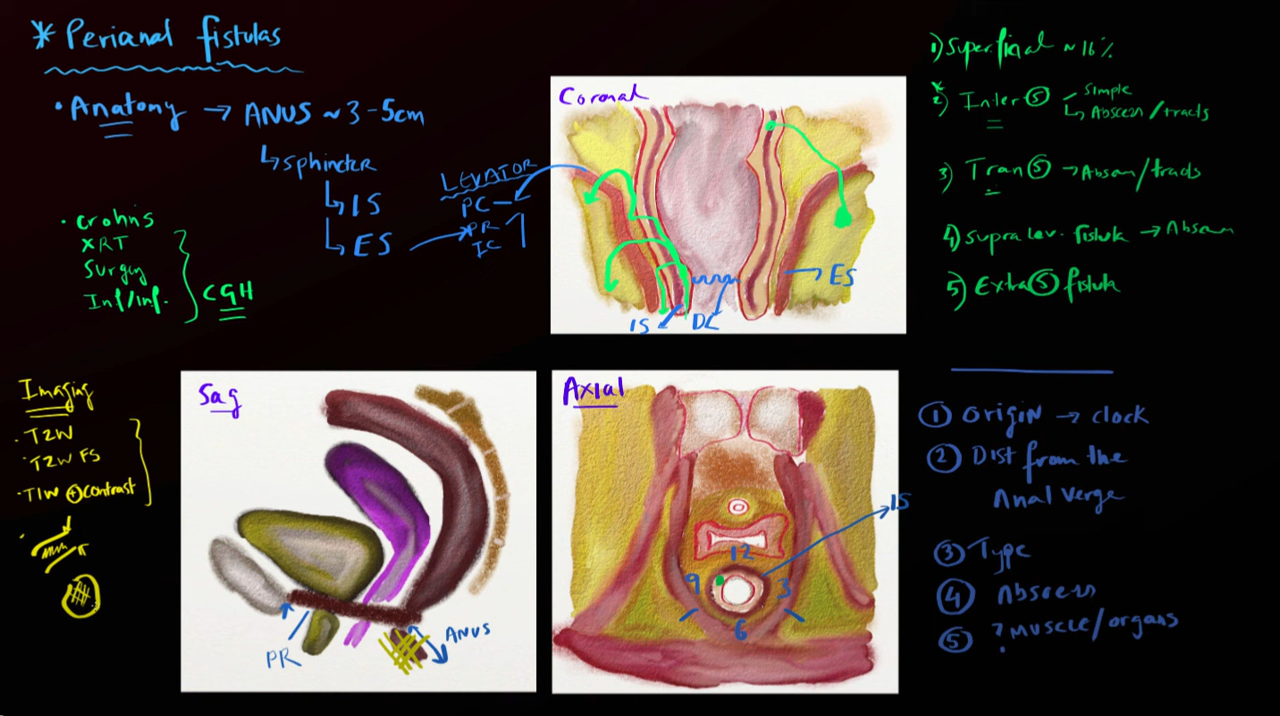 * Perianal fistulas
• Anatomy → ANUS ~ 3-5cm
↳ Sphincter
↳ IS
↳ ES
LEVATOR
PC
PR
IC
• Crohn's
XRT
Surgery
Inf/inf.
CGH
Coronal
ES
IS
DC
1) Superficial ~ 16%
* 2) Inter Ⓢ Simple
↳ Abscess/tracts
3) Tran Ⓢ → Abscess/tracts
4) Supra lev. fistula → Abscess
5) Extra Ⓢ fistula
Imaging
• T2W
• T2W FS
• T1W ⊕ contrast
Sag
PR
ANUS
Axial
IS
12
9
3
6
① Origin → clock
② Dist from the
Anal verge
③ Type
④ Abscess
⑤ ? Muscle/organs